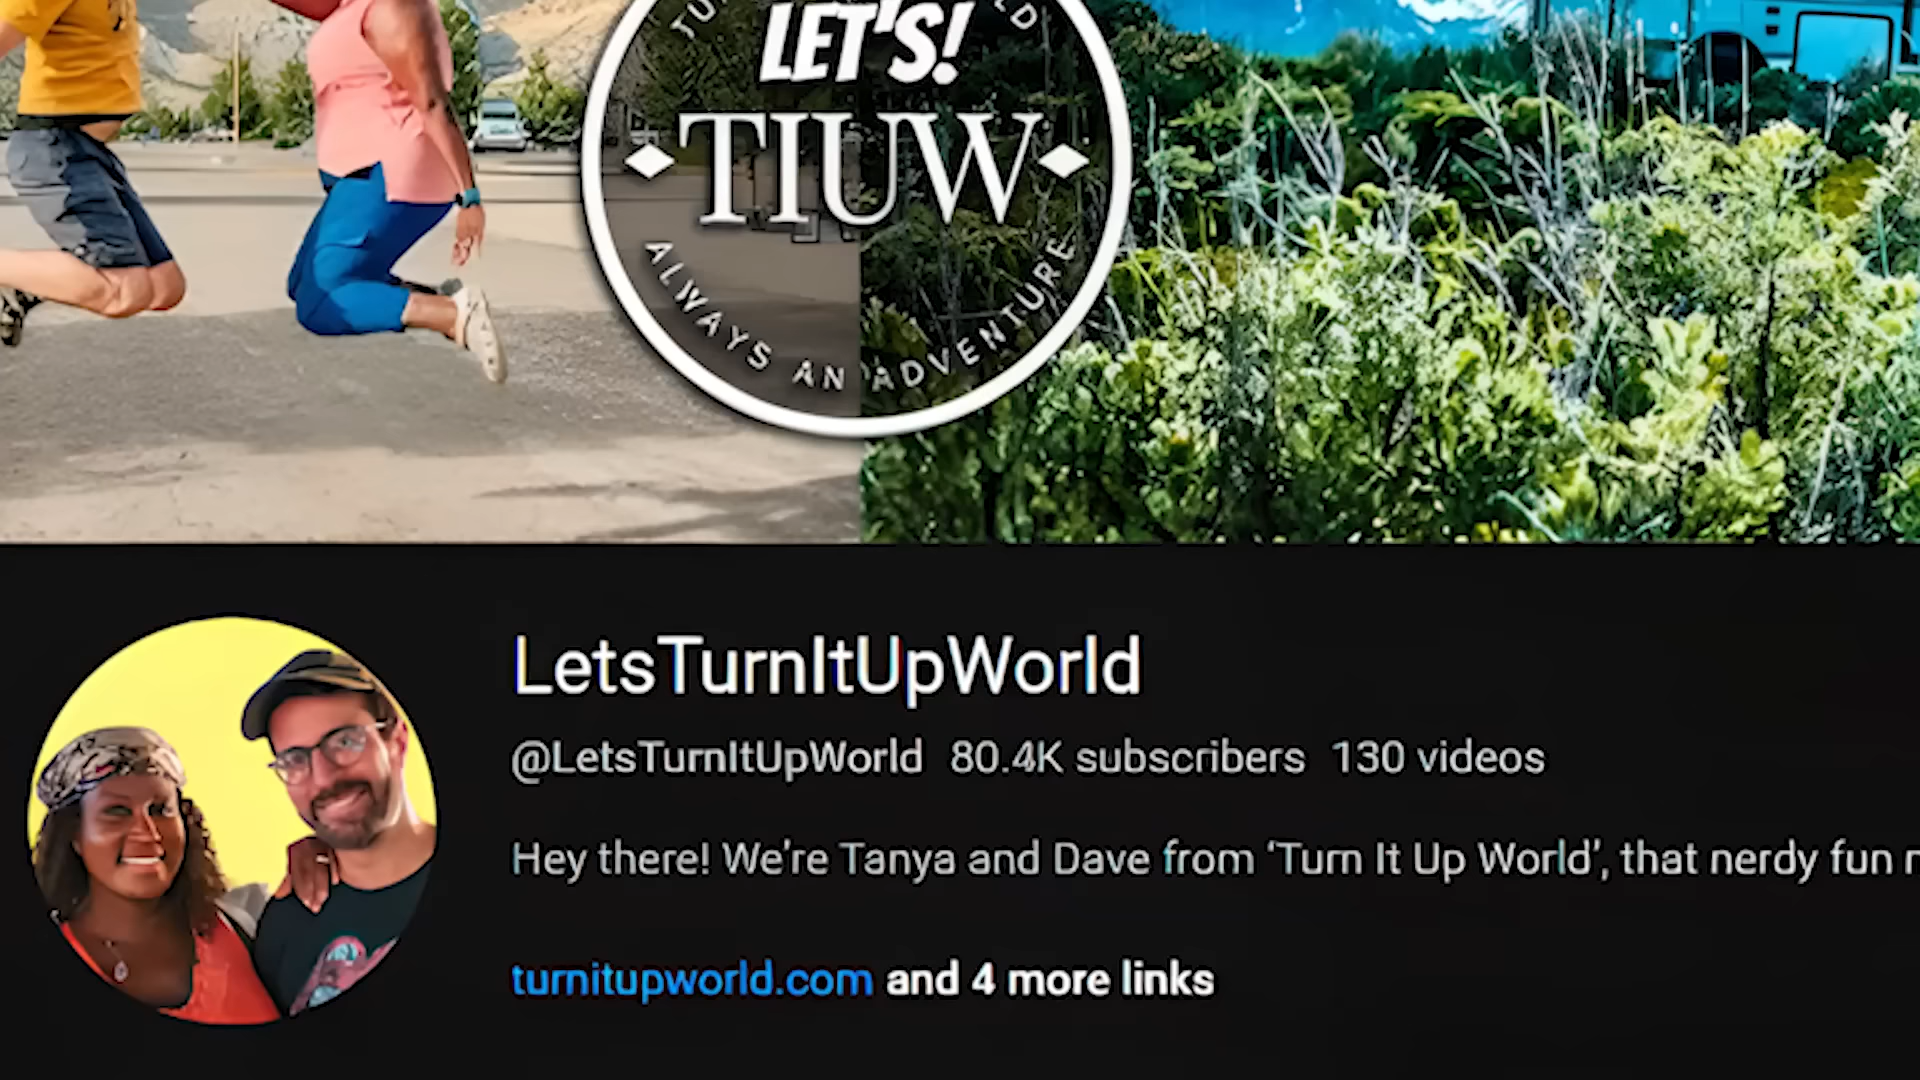 LET'S!
TIUW
ALWAYS AN ADVENTURE
LetsTurnItUpWorld
@LetsTurnItUpWorld 80.4K subscribers 130 videos
Hey there! We're Tanya and Dave from 'Turn It Up World', that nerdy fun
turnitupworld.com and 4 more links